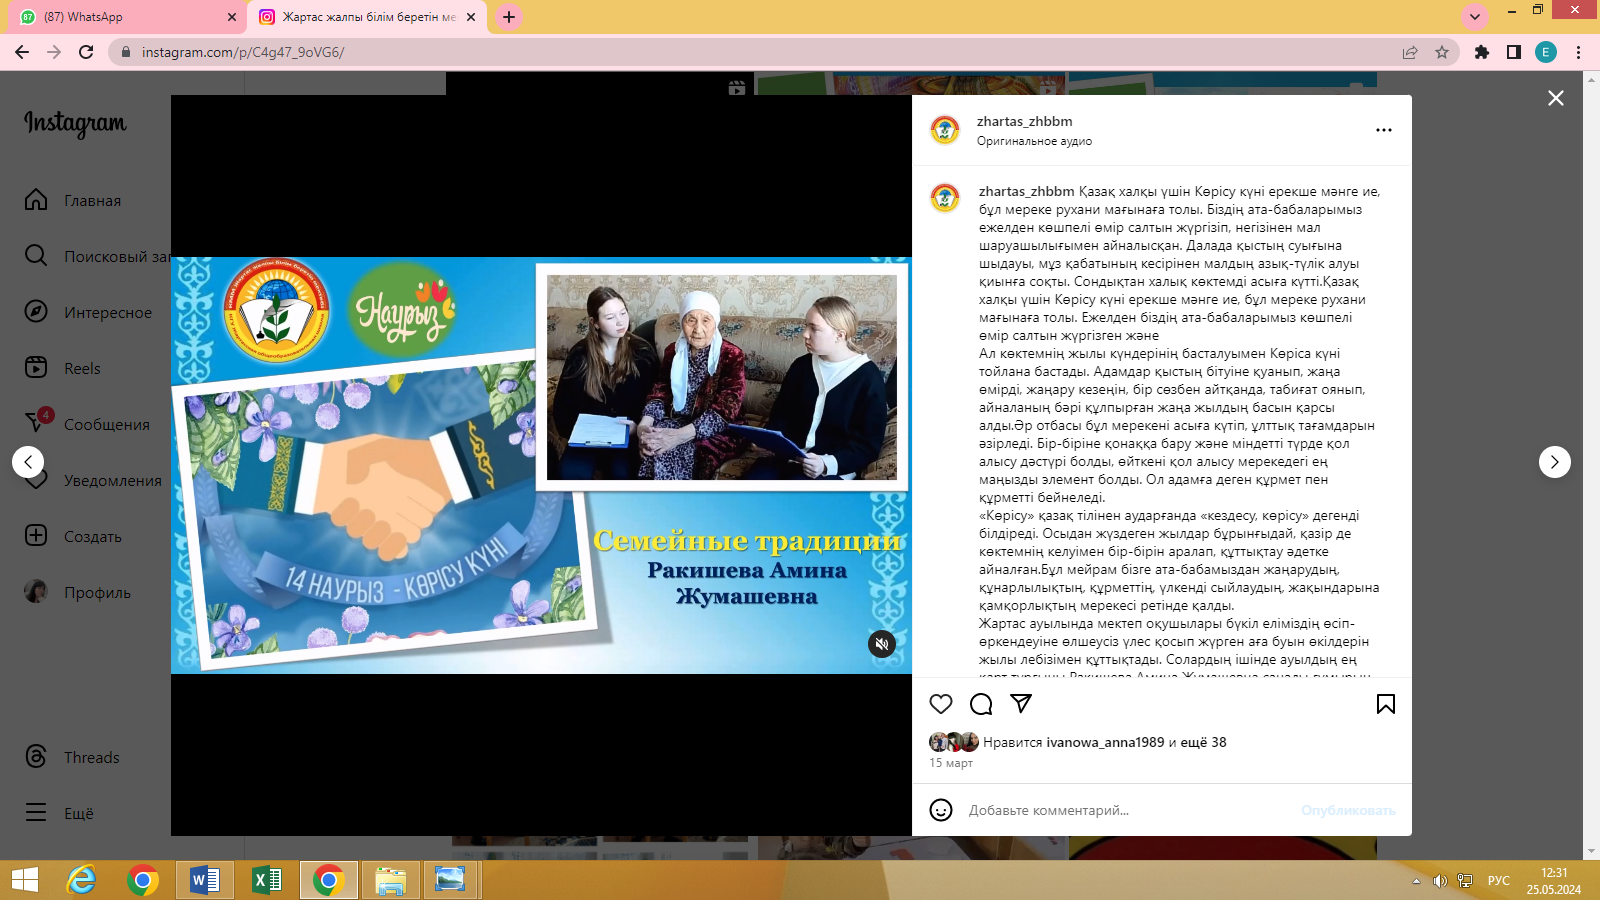 (87) WhatsApp
Жартас жалпы білім беретін ме
instagram.com/p/C4g47_9oVG6/
E
Instagram
Главная
Поисковый за
Интересное
Reels
4
Сообщения
Уведомления
Создать
Профиль
Threads
Ещё
Наурыз
14 НАУРЫЗ - КӨРІСУ КҮНІ
Семейные традиции
Ракишева Амина
Жумашевна
zhartas_zhbbm
Оригинальное аудио
zhartas_zhbbm Қазақ халқы үшін Көрісу күні ерекше мәнге ие,
бұл мереке рухани мағынаға толы. Біздің ата-бабаларымыз
ежелден көшпелі өмір салтын жүргізіп, негізінен мал
шаруашылығымен айналысқан. Далада қыстың суығына
шыдауы, мұз қабатының кесірінен малдың азық-түлік алуы
қиынға соқты. Сондықтан халық көктемді асыға күтті.Қазақ
халқы үшін Көрісу күні ерекше мәнге ие, бұл мереке рухани
мағынаға толы. Ежелден біздің ата-бабаларымыз көшпелі
өмір салтын жүргізген және
Ал көктемнің жылы күндерінің басталуымен Көріса күні
тойлана бастады. Адамдар қыстың бітуіне қуанып, жаңа
өмірді, жаңару кезеңін, бір сөзбен айтқанда, табиғат оянып,
айналаның бәрі құлпырған жаңа жылдың басын қарсы
алды.Әр отбасы бұл мерекені асыға күтіп, ұлттық тағамдарын
әзірледі. Бір-біріне қонаққа бару және міндетті түрде қол
алысу дәстүрі болды, өйткені қол алысу мерекедегі ең
маңызды элемент болды. Ол адамға деген құрмет пен
құрметті бейнеледі.
«Көрісу» қазақ тілінен аударғанда «кездесу, көрісу» дегенді
білдіреді. Осыдан жүздеген жылдар бұрынғыдай, қазір де
көктемнің келуімен бір-бірін аралап, құттықтау әдетке
айналған.Бұл мейрам бізге ата-бабамыздан жаңарудың,
құнарлылықтың, құрметтің, үлкенді сыйлаудың, жақындарына
қамқорлықтың мерекесі ретінде қалды.
Жартас ауылында мектеп оқушылары бүкіл еліміздің өсіп-
өркендеуіне өлшеусіз үлес қосып жүрген аға буын өкілдерін
жылы лебізімен құттықтады. Солардың ішінде ауылдың ең
қарт тұрғыны Ракишева Амина Жумашевна саналы ғұмырын
Нравится ivanowa_anna1989 и ещё 38
15 март
Добавьте комментарий...
Опубликовать
РУС
12:31
25.05.2024